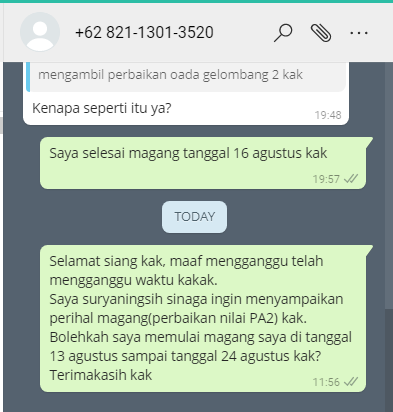 +62 821-1301-3520
mengambil perbaikan oada gelombang 2 kak
Kenapa seperti itu ya?
19:48
Saya selesai magang tanggal 16 agustus kak
19:57
TODAY
Selamat siang kak, maaf mengganggu telah
mengganggu waktu kakak.
Saya suryaningsih sinaga ingin menyampaikan
perihal magang(perbaikan nilai PA2) kak.
Bolehkah saya memulai magang saya di tanggal
13 agustus sampai tanggal 24 agustus kak?
Terimakasih kak
11:56